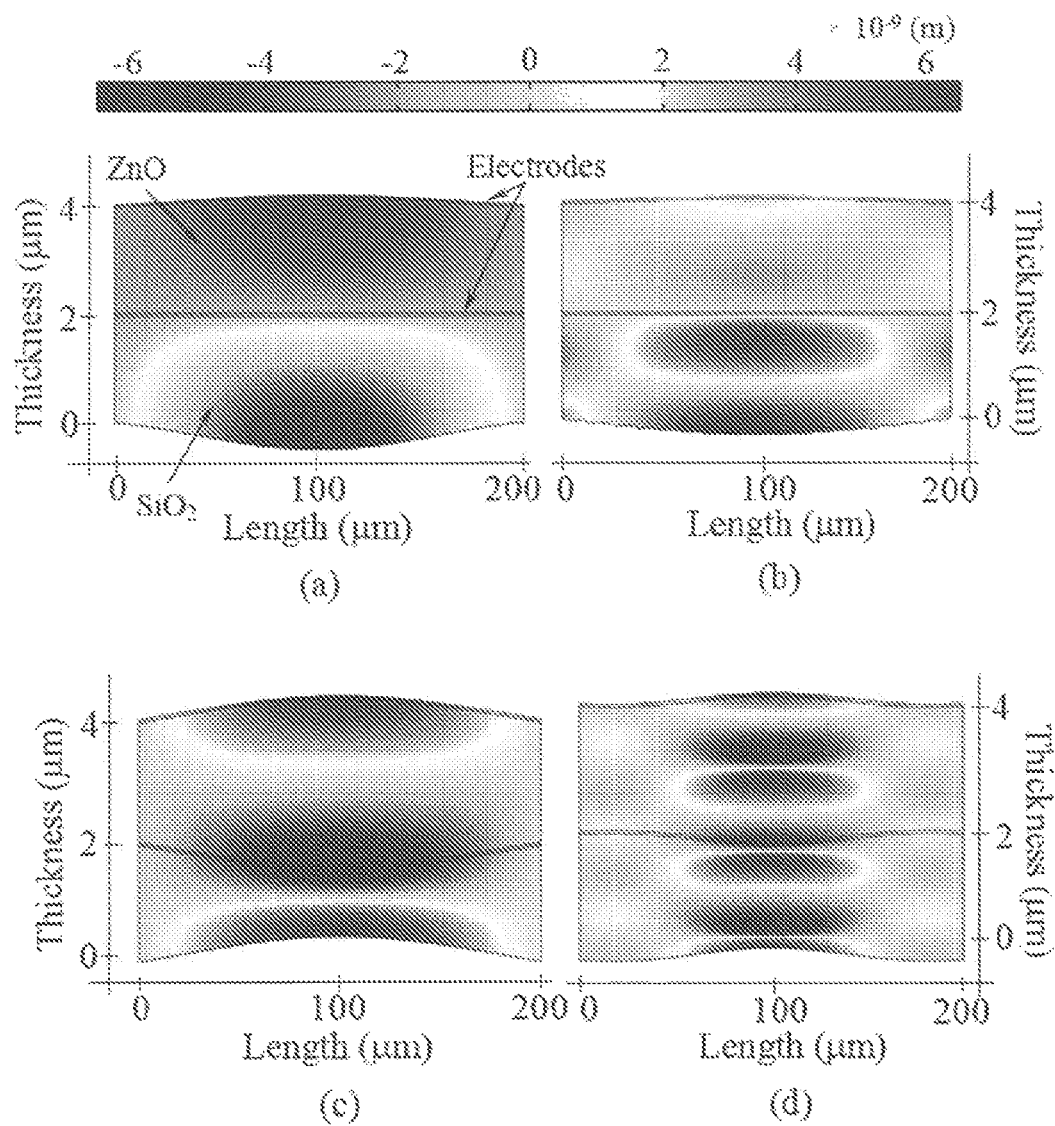 × 10⁻⁹ (m)
-6 -4 -2 0 2 4 6
ZnO
Electrodes
4
2
0
Thickness (μm)
4
2
0
Thickness (μm)
0 100 200
0 100 200
SiO₂
Length (μm)
Length (μm)
(a)
(b)
4
2
0
Thickness (μm)
4
2
0
Thickness (μm)
0 100 200
0 100 200
Length (μm)
Length (μm)
(c)
(d)